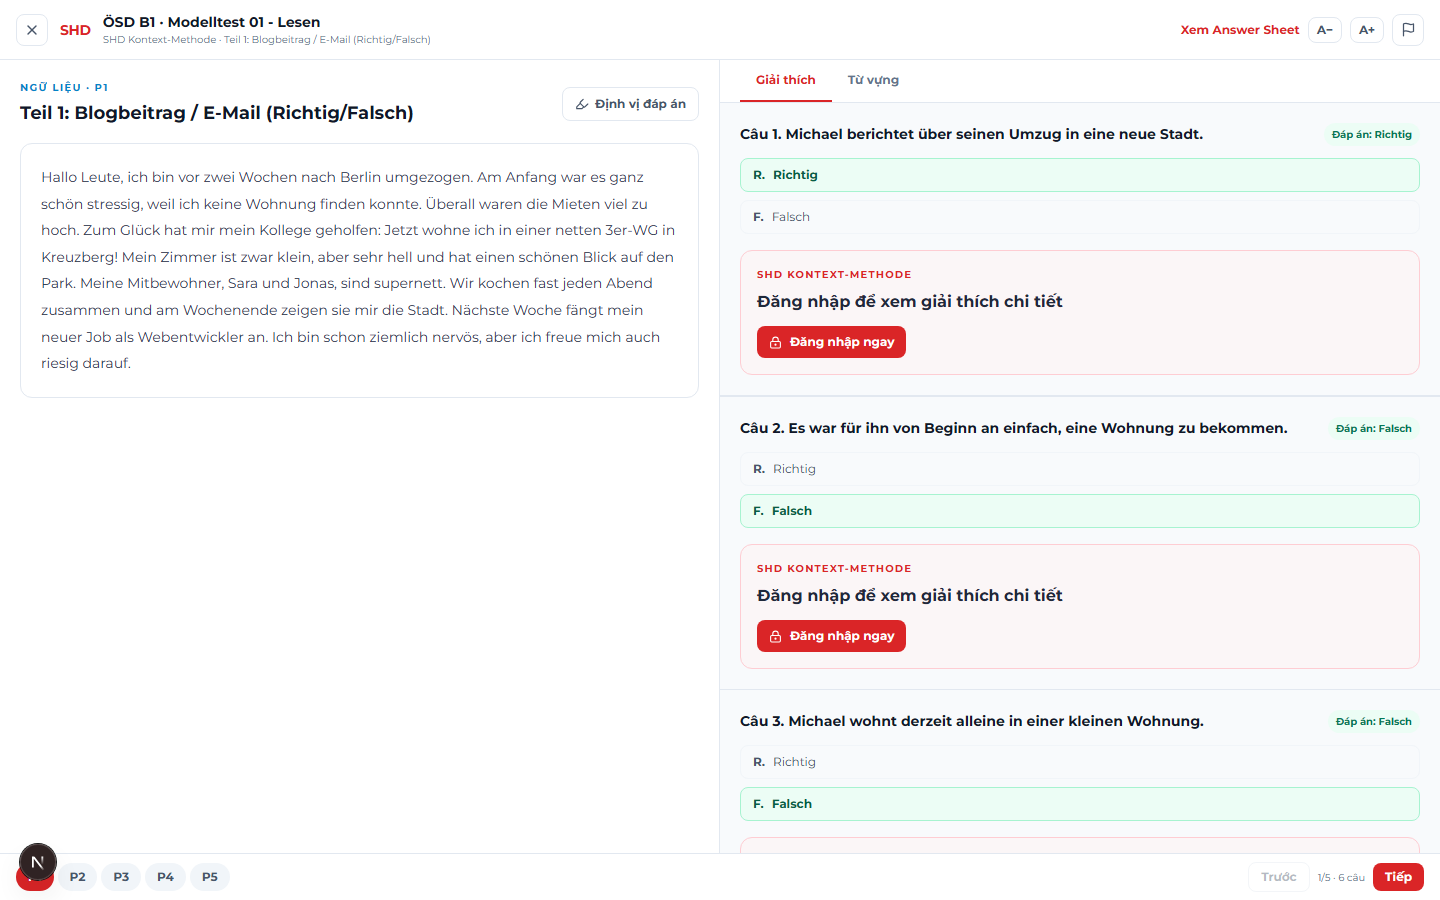 SHD
ÖSD B1 · Modelltest 01 - Lesen
SHD Kontext-Methode · Teil 1: Blogbeitrag / E-Mail (Richtig/Falsch)
Xem Answer Sheet
A−
A+
NGỮ LIỆU · P1
Teil 1: Blogbeitrag / E-Mail (Richtig/Falsch)
Định vị đáp án
Hallo Leute, ich bin vor zwei Wochen nach Berlin umgezogen. Am Anfang war es ganz
schön stressig, weil ich keine Wohnung finden konnte. Überall waren die Mieten viel zu
hoch. Zum Glück hat mir mein Kollege geholfen: Jetzt wohne ich in einer netten 3er-WG in
Kreuzberg! Mein Zimmer ist zwar klein, aber sehr hell und hat einen schönen Blick auf den
Park. Meine Mitbewohner, Sara und Jonas, sind supernett. Wir kochen fast jeden Abend
zusammen und am Wochenende zeigen sie mir die Stadt. Nächste Woche fängt mein
neuer Job als Webentwickler an. Ich bin schon ziemlich nervös, aber ich freue mich auch
riesig darauf.
Giải thích
Từ vựng
Câu 1. Michael berichtet über seinen Umzug in eine neue Stadt.
Đáp án: Richtig
R. Richtig
F. Falsch
SHD KONTEXT-METHODE
Đăng nhập để xem giải thích chi tiết
Đăng nhập ngay
Câu 2. Es war für ihn von Beginn an einfach, eine Wohnung zu bekommen.
Đáp án: Falsch
R. Richtig
F. Falsch
SHD KONTEXT-METHODE
Đăng nhập để xem giải thích chi tiết
Đăng nhập ngay
Câu 3. Michael wohnt derzeit alleine in einer kleinen Wohnung.
Đáp án: Falsch
R. Richtig
F. Falsch
N
P2
P3
P4
P5
Trước
1/5 · 6 câu
Tiếp